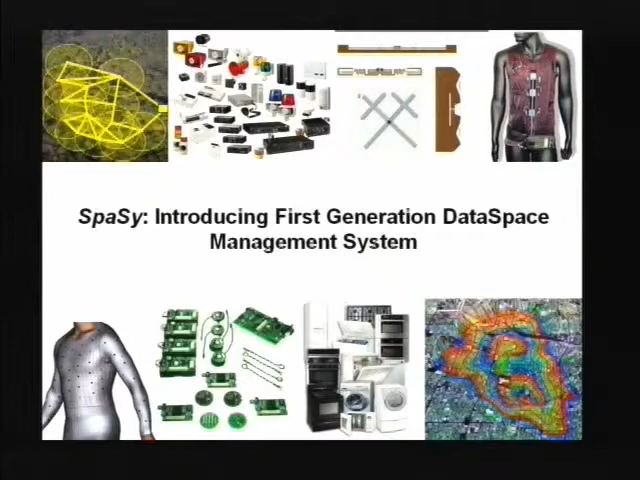 SpaSy: Introducing First Generation DataSpace
Management System